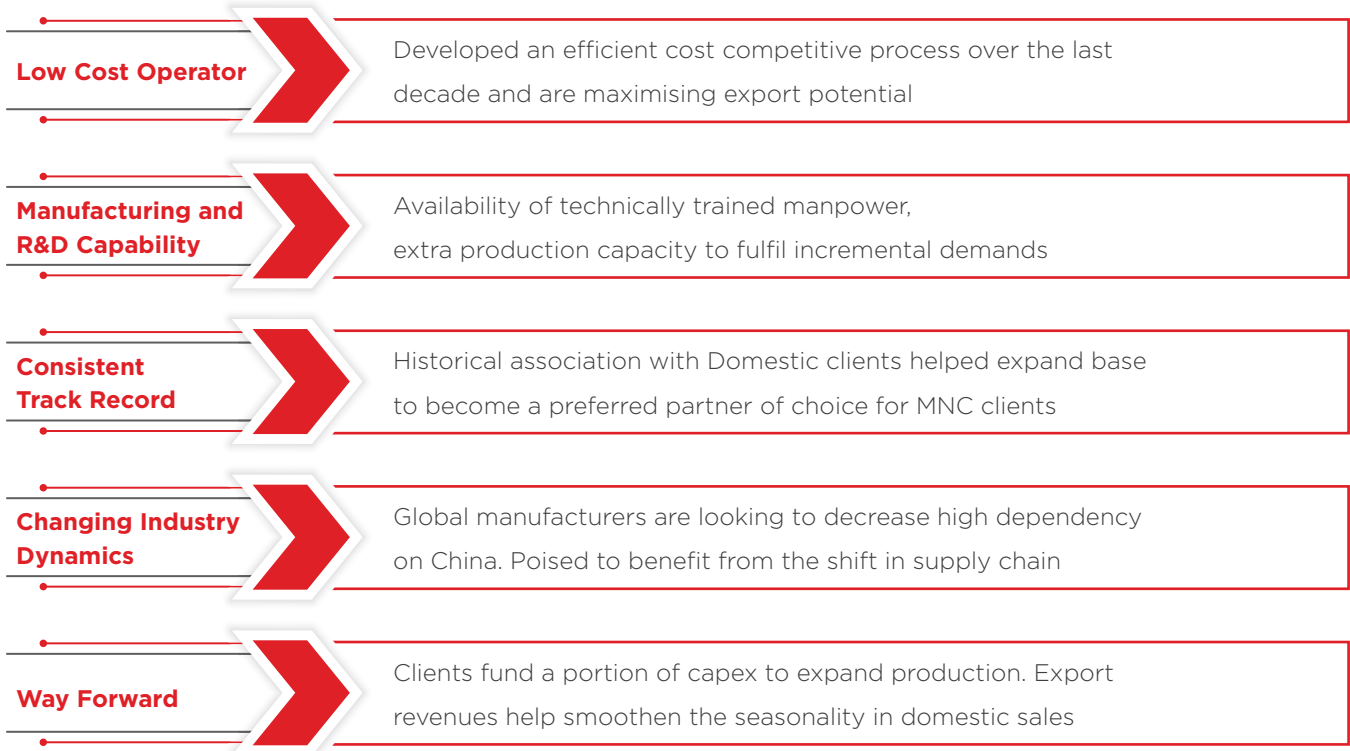 Low Cost Operator
Developed an efficient cost competitive process over the last
decade and are maximising export potential
Manufacturing and
R&D Capability
Availability of technically trained manpower,
extra production capacity to fulfil incremental demands
Consistent
Track Record
Historical association with Domestic clients helped expand base
to become a preferred partner of choice for MNC clients
Changing Industry
Dynamics
Global manufacturers are looking to decrease high dependency
on China. Poised to benefit from the shift in supply chain
Way Forward
Clients fund a portion of capex to expand production. Export
revenues help smoothen the seasonality in domestic sales